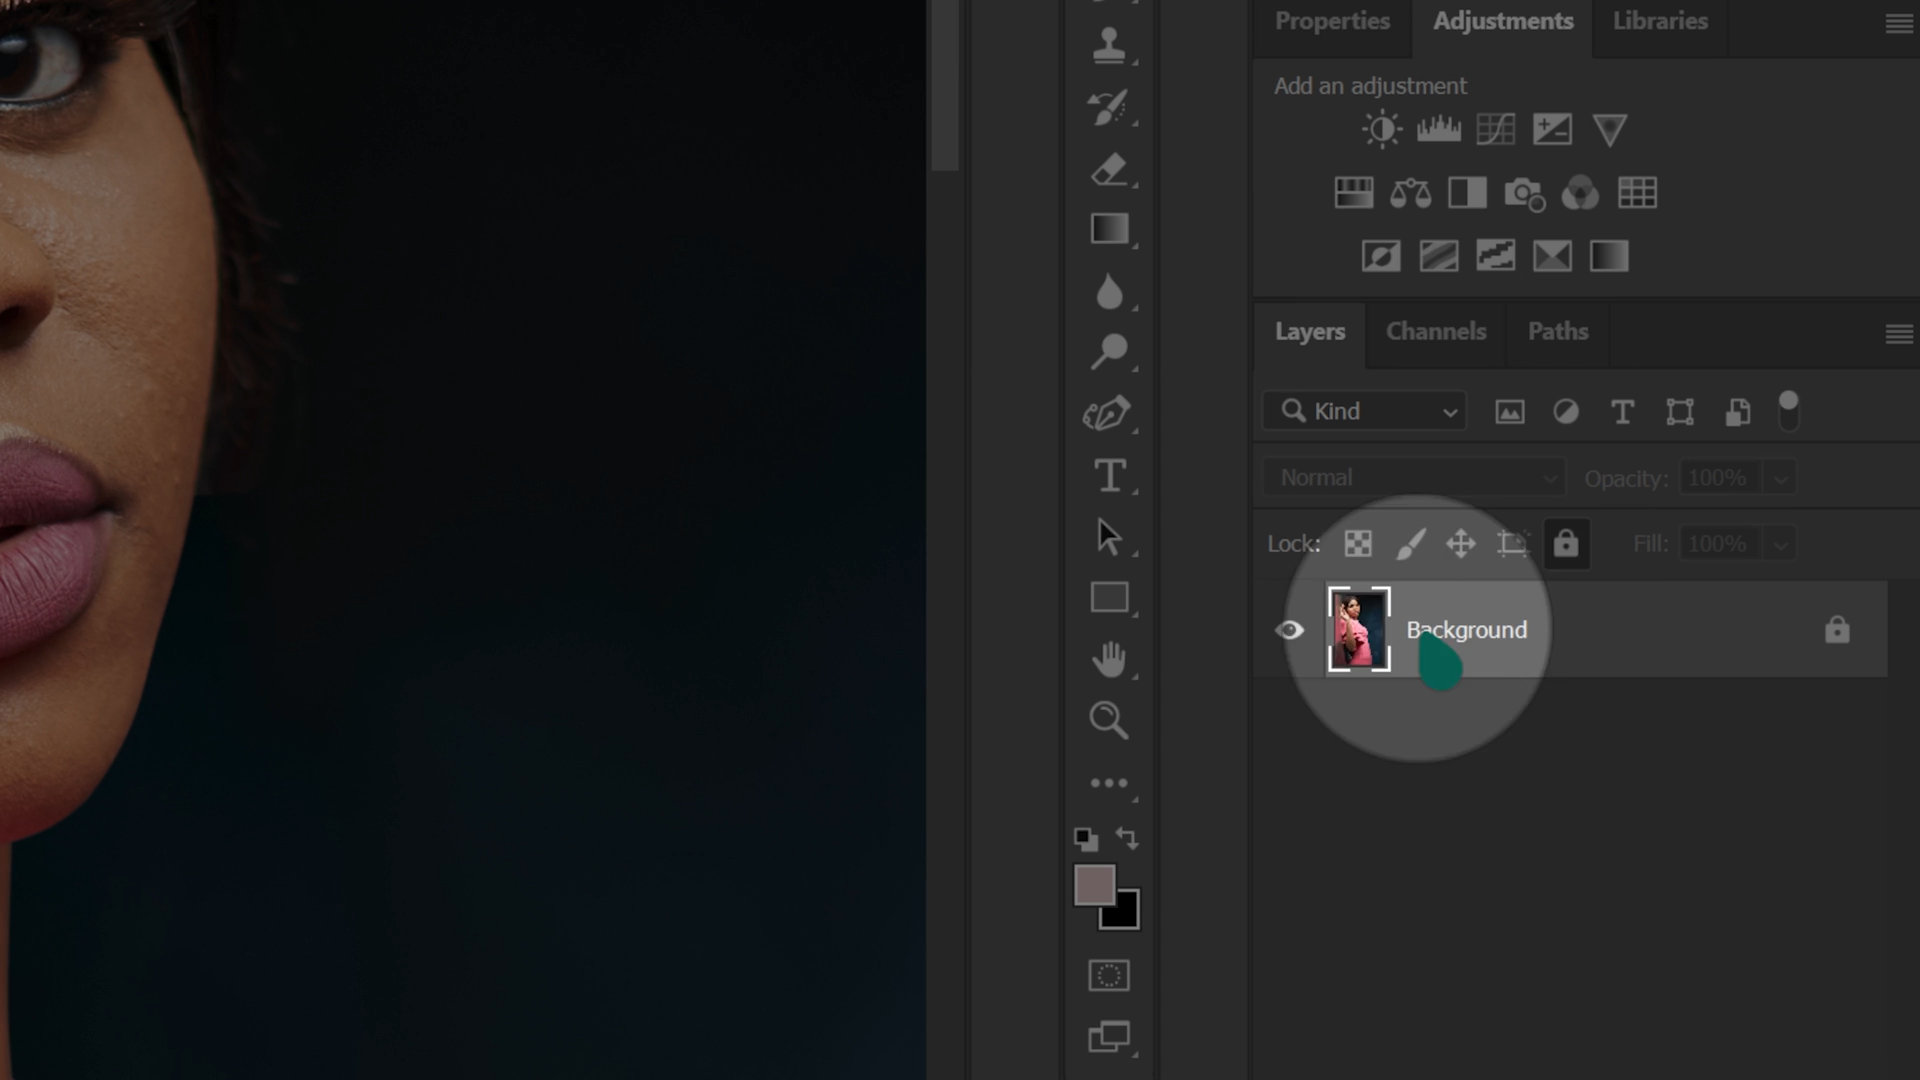 Properties
Adjustments
Libraries
Add an adjustment
Layers
Channels
Paths
Kind
Normal
Opacity: 100%
Lock:
Fill: 100%
Background